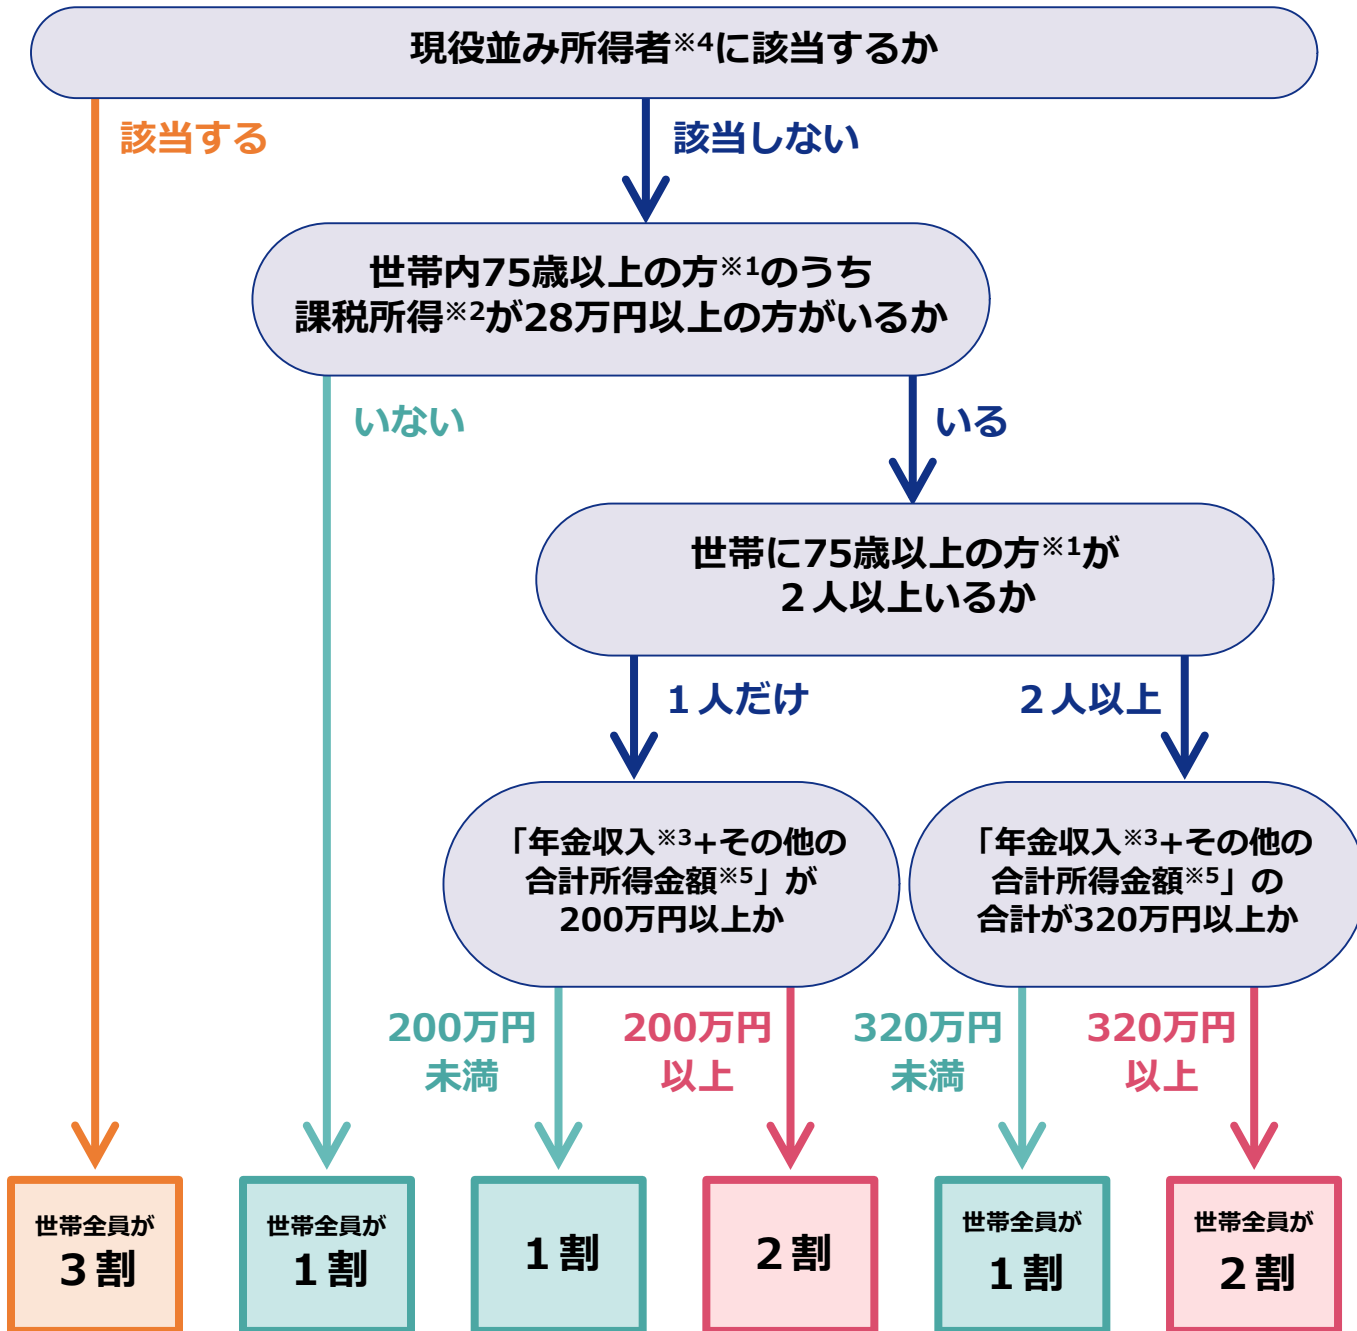 現役並み所得者※4に該当するか
該当する
該当しない
世帯内75歳以上の方※1のうち
課税所得※2が28万円以上の方がいるか
いない
いる
世帯に75歳以上の方※1が
２人以上いるか
１人だけ
２人以上
「年金収入※3+その他の
合計所得金額※5」が
200万円以上か
「年金収入※3+その他の
合計所得金額※5」の
合計が320万円以上か
200万円
未満
200万円
以上
320万円
未満
320万円
以上
世帯全員が
３割
世帯全員が
１割
１割
２割
世帯全員が
１割
世帯全員が
２割